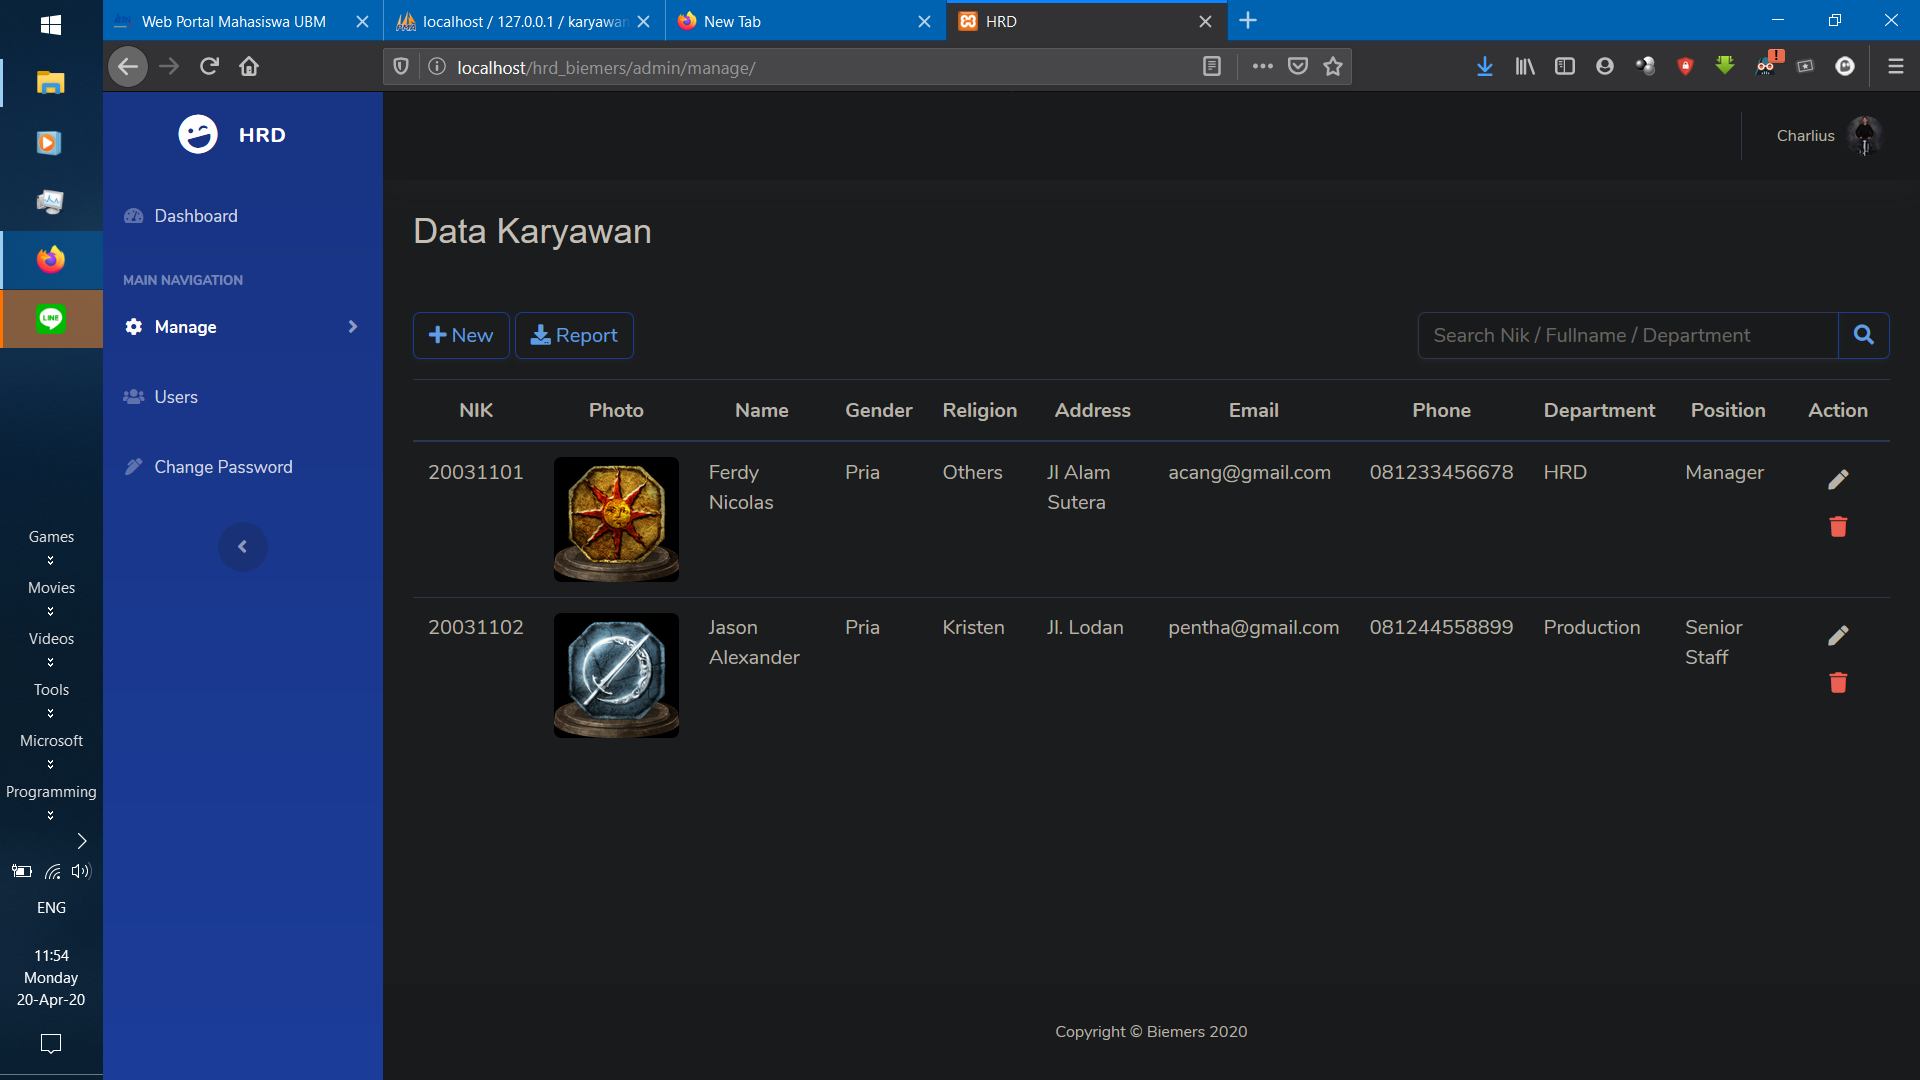 Web Portal Mahasiswa UBM
localhost / 127.0.0.1 / karyawan
New Tab
HRD
localhost/hrd_biemers/admin/manage/
HRD
Charlius
Dashboard
MAIN NAVIGATION
Manage
Users
Change Password
Data Karyawan
New
Report
Search Nik / Fullname / Department
NIK Photo Name Gender Religion Address Email Phone Department Position Action
20031101 Ferdy Pria Others Jl Alam acang@gmail.com 081233456678 HRD Manager
Nicolas Sutera
20031102 Jason Pria Kristen Jl. Lodan pentha@gmail.com 081244558899 Production Senior
Alexander Staff
Copyright © Biemers 2020
LINE
Games
Movies
Videos
Tools
Microsoft
Programming
ENG
11:54
Monday
20-Apr-20